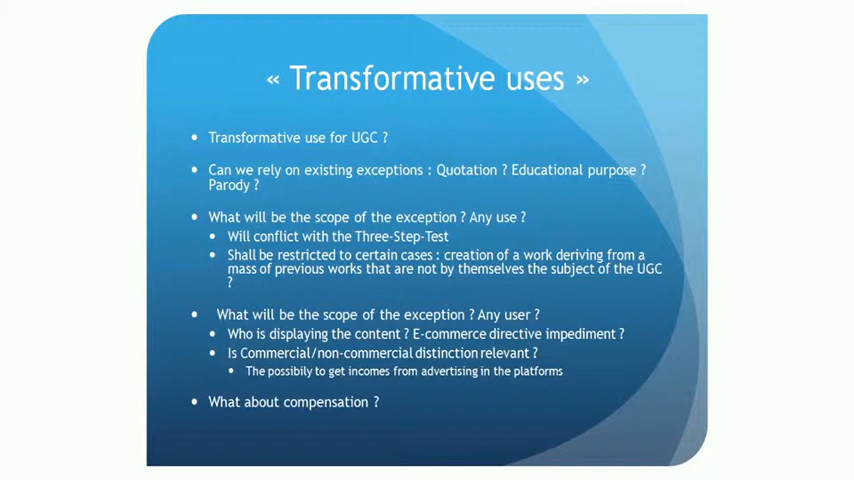 « Transformative uses »
Transformative use for UGC ?
Can we rely on existing exceptions : Quotation ? Educational purpose ?
Parody ?
What will be the scope of the exception ? Any use ?
Will conflict with the Three-Step-Test
Shall be restricted to certain cases : creation of a work deriving from a
mass of previous works that are not by themselves the subject of the UGC
?
What will be the scope of the exception ? Any user ?
Who is displaying the content ? E-commerce directive impediment ?
Is Commercial/non-commercial distinction relevant ?
The possibily to get incomes from advertising in the platforms
What about compensation ?